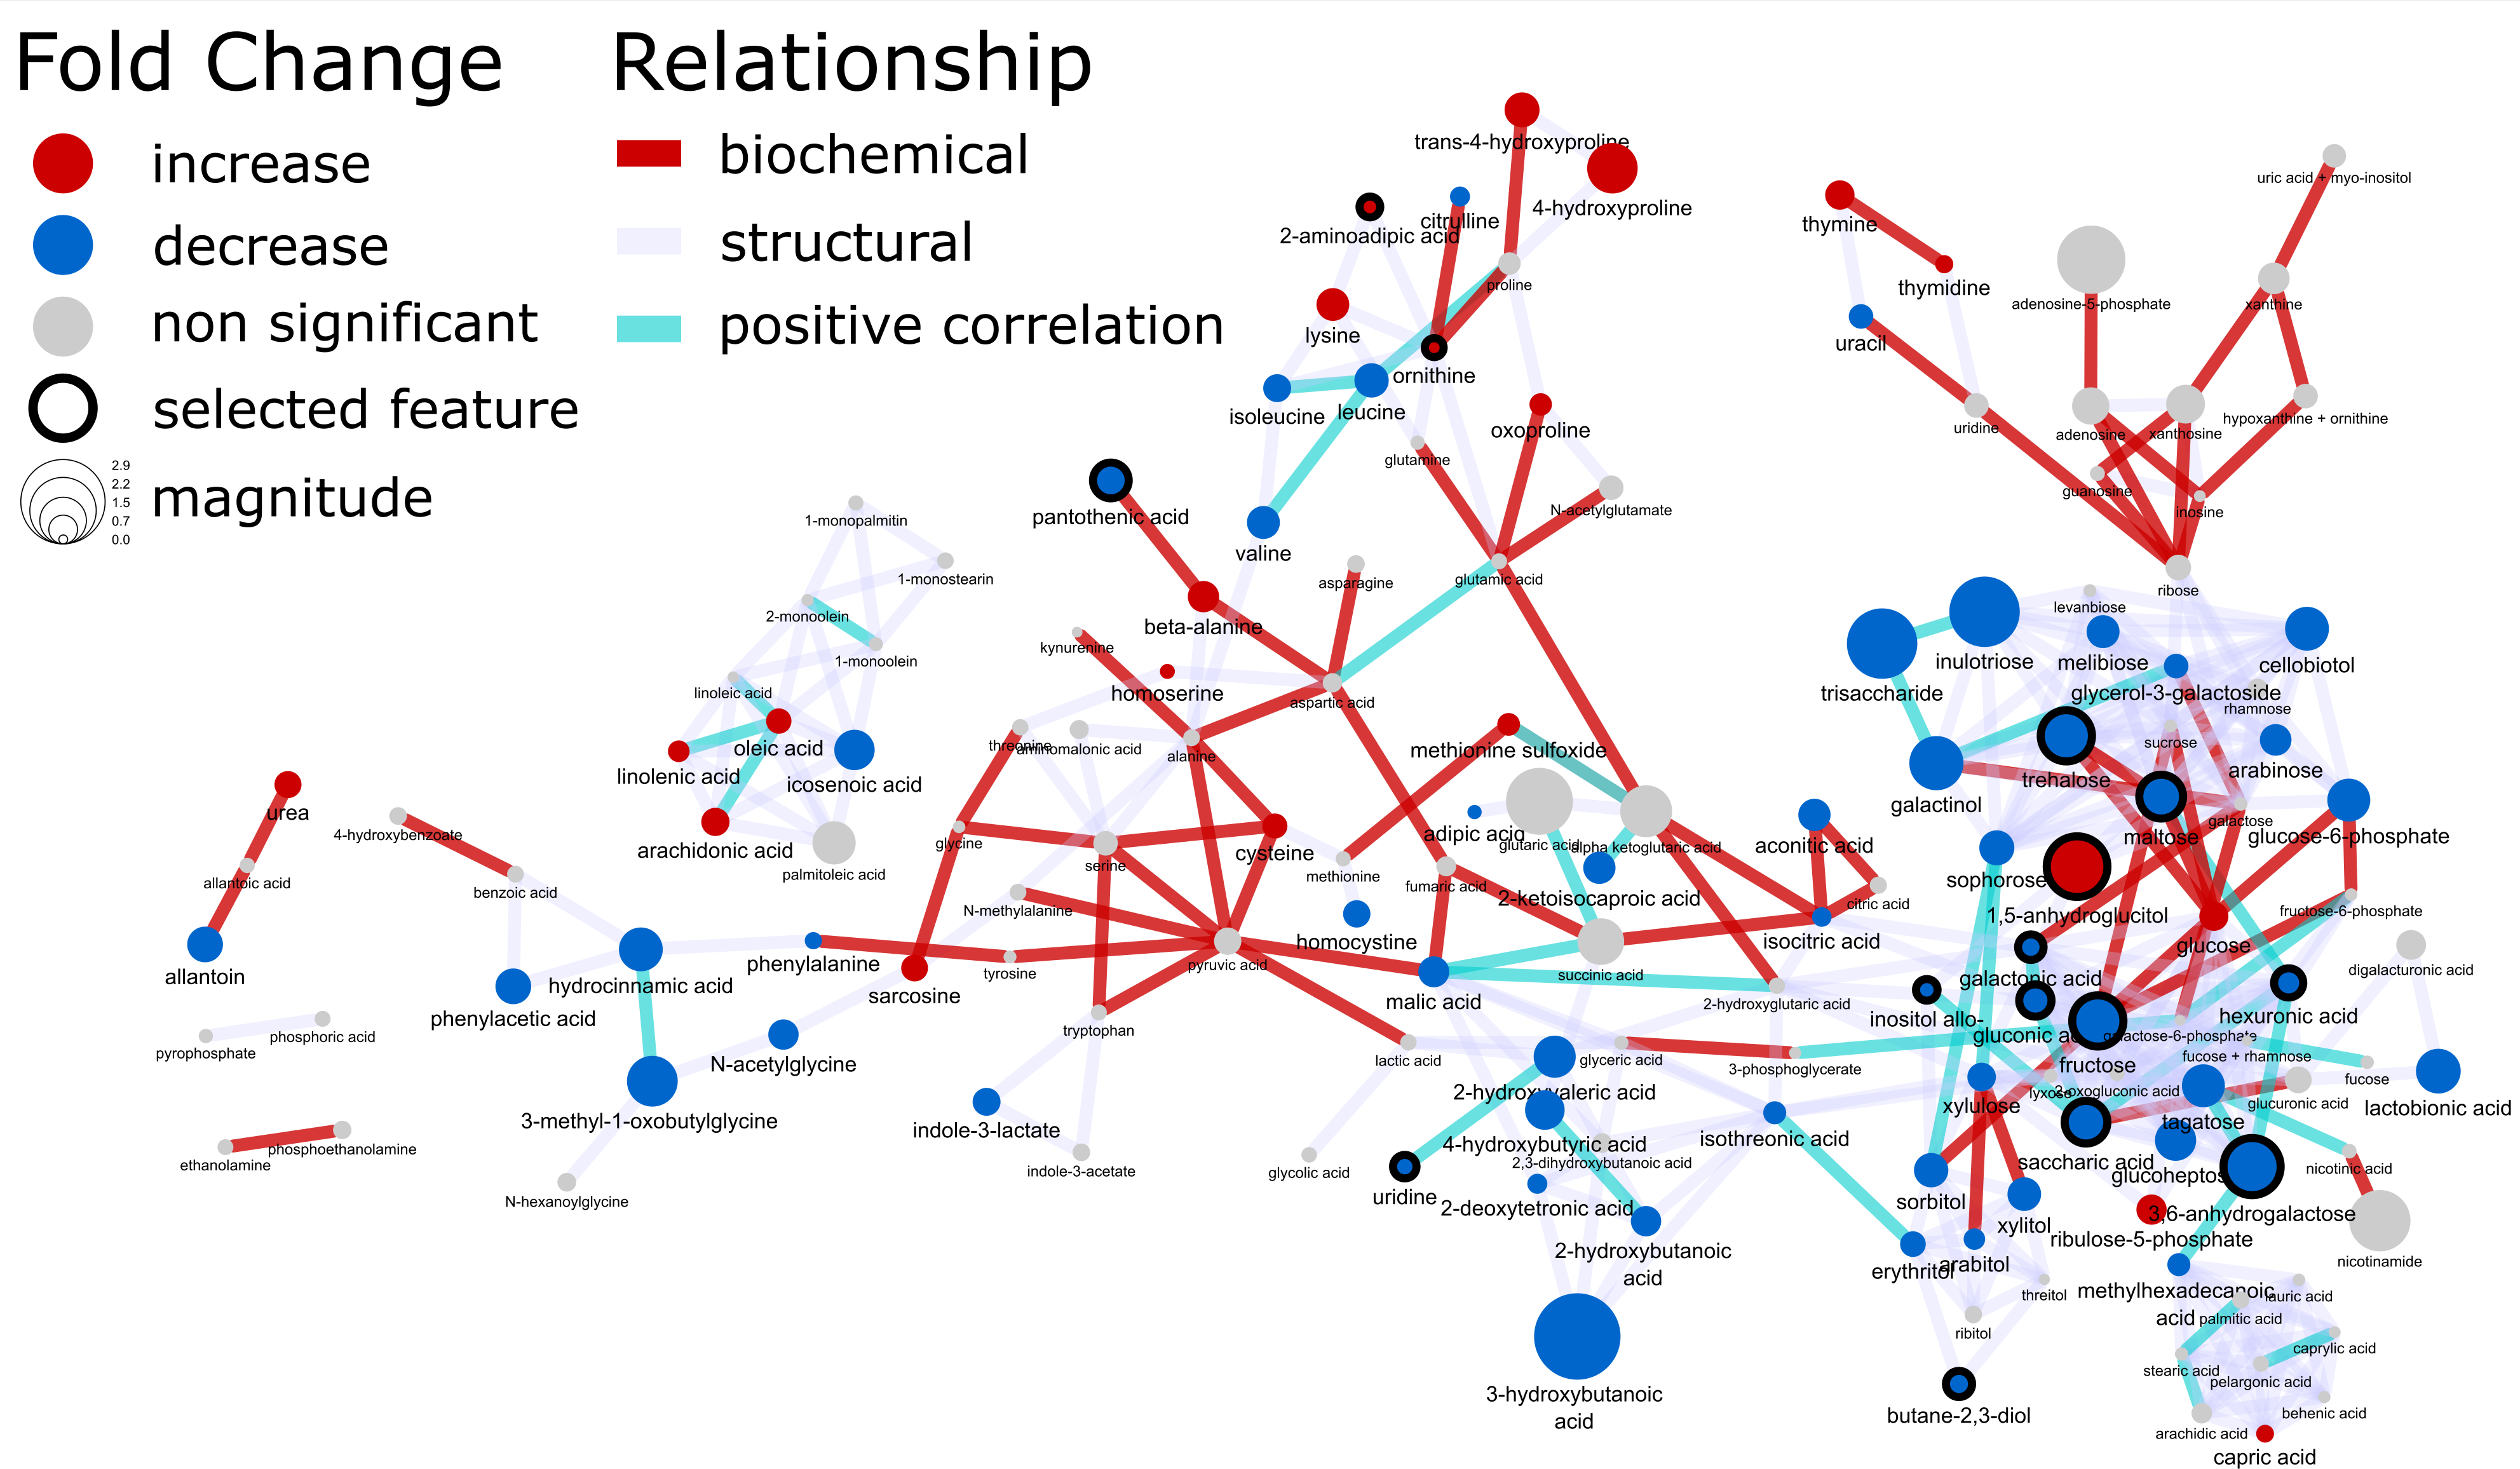 Fold Change
increase
decrease
non significant
selected feature
2.9
2.2
1.5
0.7
0.0
magnitude
Relationship
biochemical
structural
positive correlation
trans-4-hydroxyproline
4-hydroxyproline
citrulline
2-aminoadipic acid
proline
lysine
ornithine
isoleucine
leucine
oxoproline
glutamine
N-acetylglutamate
pantothenic acid
valine
asparagine
glutamic acid
beta-alanine
kynurenine
homoserine
aspartic acid
thymine
thymidine
uracil
uridine
uric acid + myo-inositol
adenosine-5-phosphate
xanthine
adenosine
xanthosine
hypoxanthine + ornithine
guanosine
inosine
ribose
1-monopalmitin
1-monostearin
2-monoolein
1-monoolein
linoleic acid
oleic acid
linolenic acid
icosenoic acid
arachidonic acid
palmitoleic acid
threonine
aminomalonic acid
alanine
methionine sulfoxide
adipic acid
glutaric acid
alpha ketoglutaric acid
2-ketoisocaproic acid
aconitic acid
citric acid
isocitric acid
urea
4-hydroxybenzoate
allantoic acid
benzoic acid
allantoin
glycine
serine
cysteine
methionine
fumaric acid
N-methylalanine
homocystine
hydrocinnamic acid
phenylalanine
sarcosine
tyrosine
pyruvic acid
malic acid
succinic acid
2-hydroxyglutaric acid
phenylacetic acid
phosphoric acid
pyrophosphate
N-acetylglycine
tryptophan
lactic acid
glyceric acid
3-phosphoglycerate
3-methyl-1-oxobutylglycine
indole-3-lactate
indole-3-acetate
phosphoethanolamine
ethanolamine
N-hexanoylglycine
2-hydroxyvaleric acid
4-hydroxybutyric acid
2,3-dihydroxybutanoic acid
isothreonic acid
glycolic acid
uridine
2-deoxytetronic acid
2-hydroxybutanoic
acid
3-hydroxybutanoic
acid
levanbiose
inulotriose
melibiose
cellobiotol
trisaccharide
glycerol-3-galactoside
rhamnose
sucrose
arabinose
trehalose
galactinol
galactose
maltose
glucose-6-phosphate
sophorose
1,5-anhydroglucitol
fructose-6-phosphate
glucose
digalacturonic acid
galactonic acid
inositol allo-
hexuronic acid
gluconic
galactose-6-phosphate
fucose + rhamnose
fructose
fucose
lyxose
2-oxogluconic acid
glucuronic acid
lactobionic acid
xylulose
tagatose
saccharic acid
nicotinic acid
sorbitol
xylitol
3,6-anhydrogalactose
ribulose-5-phosphate
nicotinamide
erythritol
arabitol
threitol
methylhexadecanoic
acid
lauric acid
palmitic acid
ribitol
caprylic acid
stearic acid
pelargonic acid
butane-2,3-diol
behenic acid
arachidic acid
capric acid